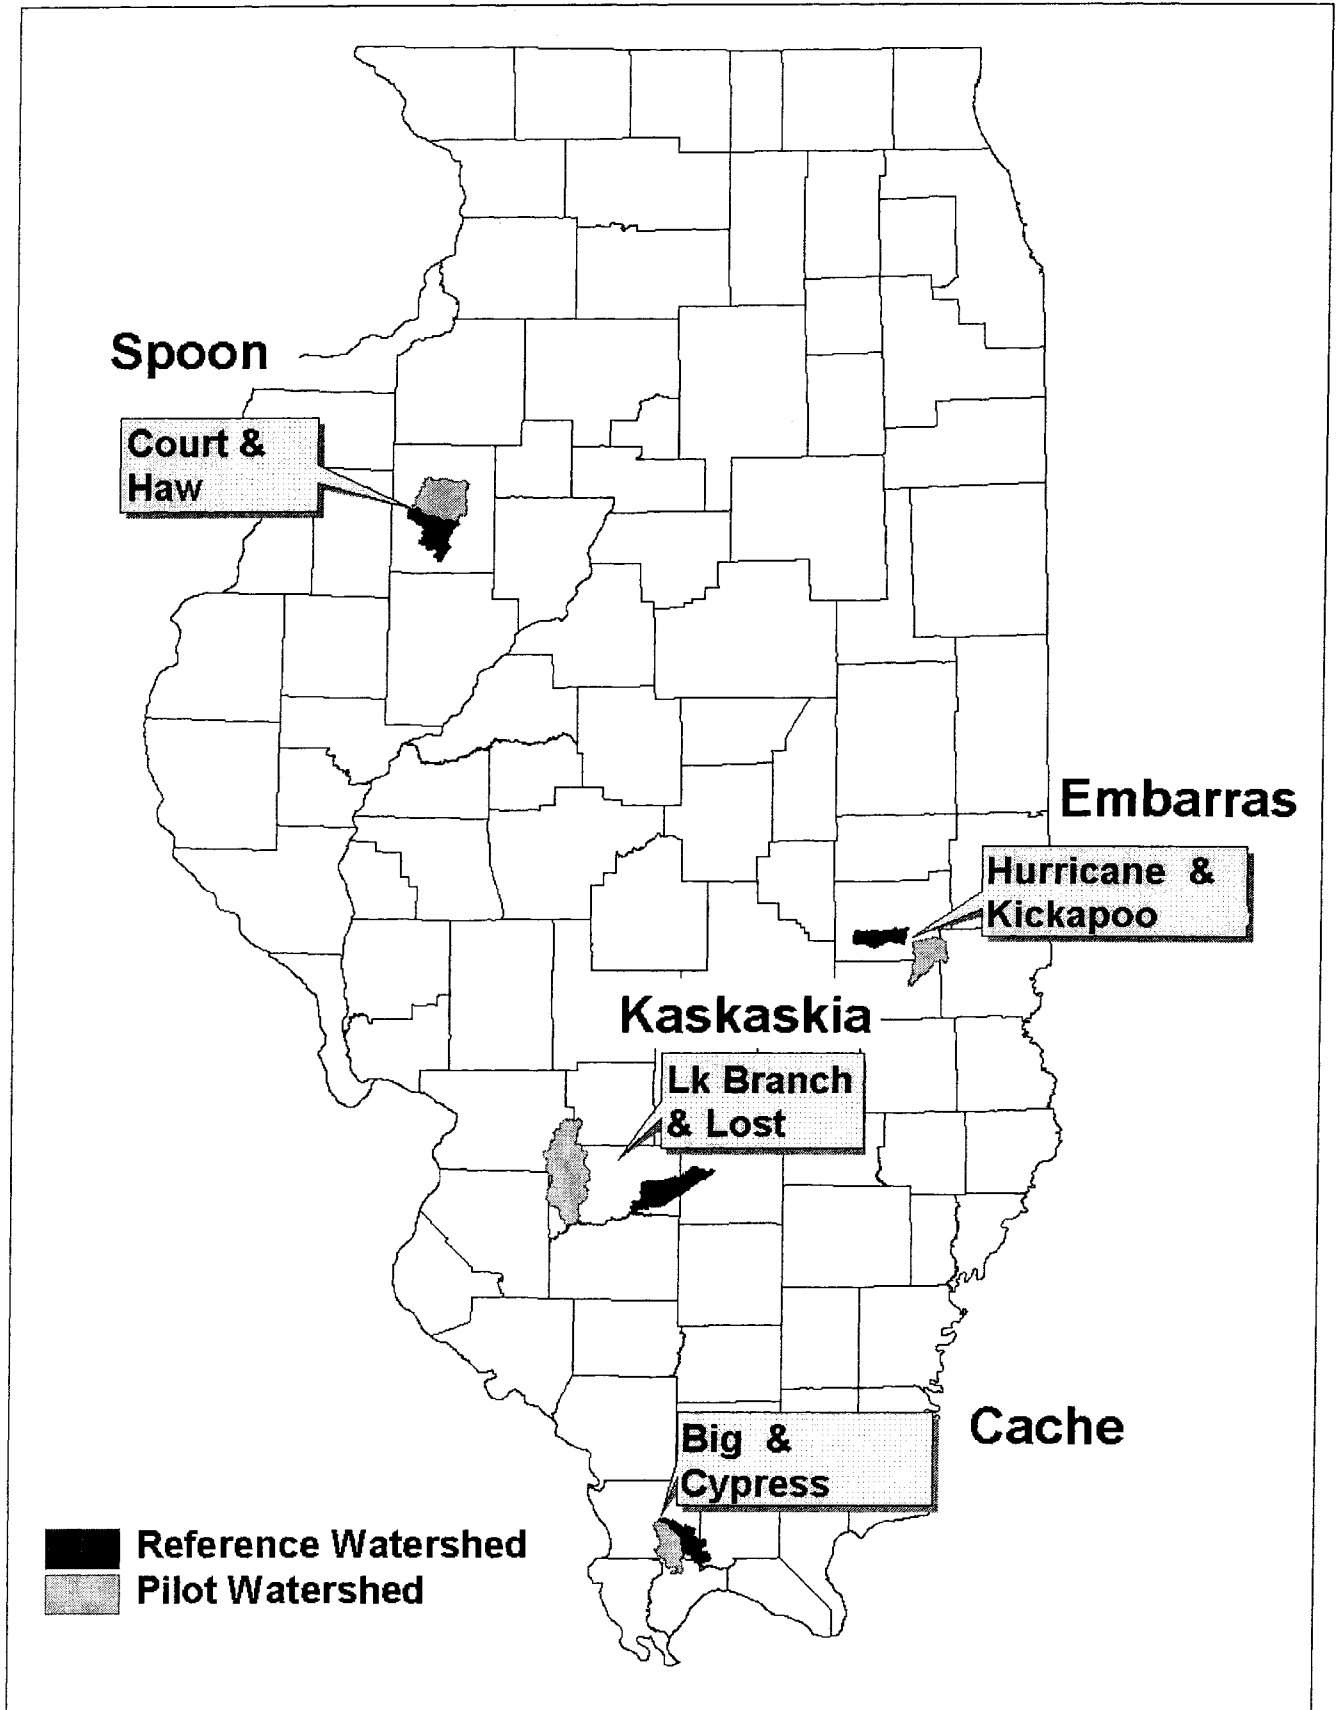 Spoon
Court &
Haw
Embarras
Hurricane &
Kickapoo
Kaskaskia
Lk Branch
& Lost
Cache
Big &
Cypress
Reference Watershed
Pilot Watershed